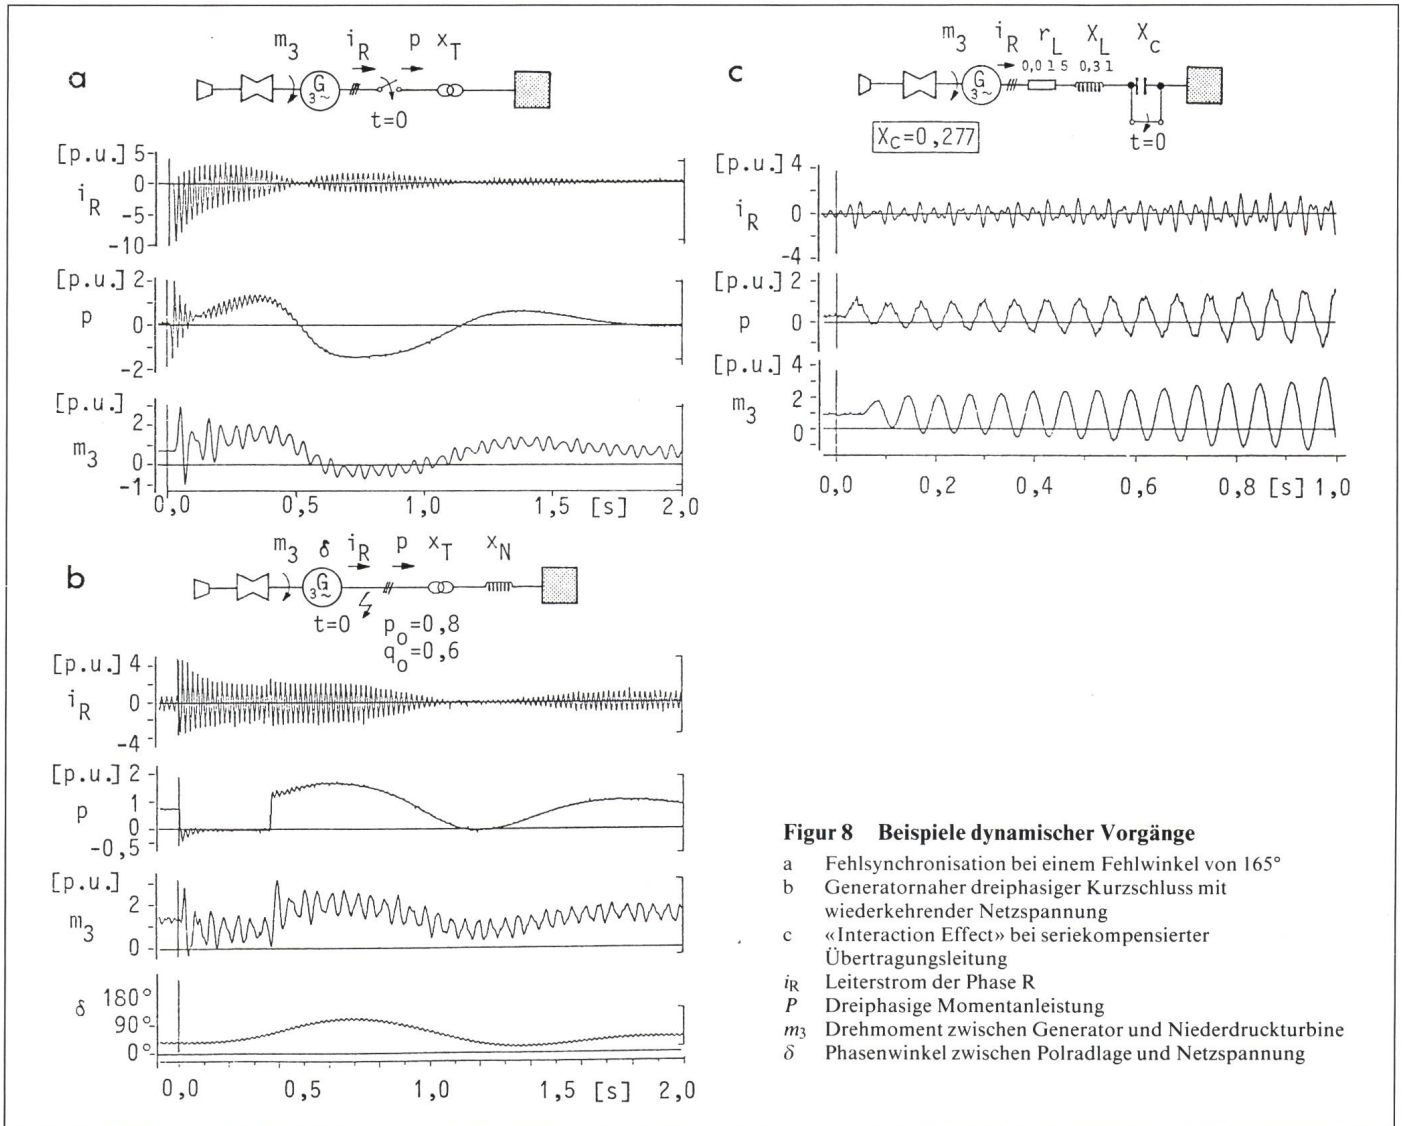 a
m3 iR p xT
G
3~
t=0
[p.u.] 5
0
iR
-5
-10
[p.u.] 2
p 0
-2
[p.u.]
2
m3
0
-1
0,0 0,5 1,0 1,5 [s] 2,0
b
m3 δ iR p xT xN
G
3~
t=0 po=0,8
qo=0,6
[p.u.] 4
iR 0
-4
[p.u.] 2
p 1
0
-0,5
[p.u.]
2
m3
0
δ 180°
90°
0°
0,0 0,5 1,0 1,5 [s] 2,0
c
m3 iR rL XL Xc
0,015 0,31
G
3~
Xc=0,277
t=0
[p.u.] 4
iR 0
-4
[p.u.] 2
p 0
[p.u.] 4
m3 2
0
0,0 0,2 0,4 0,6 0,8 [s] 1,0
Figur 8 Beispiele dynamischer Vorgänge
a Fehlsynchronisation bei einem Fehlwinkel von 165°
b Generatornaher dreiphasiger Kurzschluss mit
wiederkehrender Netzspannung
c «Interaction Effect» bei seriekompensierter
Übertragungsleitung
iR Leiterstrom der Phase R
P Dreiphasige Momentanleistung
m3 Drehmoment zwischen Generator und Niederdruckturbine
δ Phasenwinkel zwischen Polradlage und Netzspannung